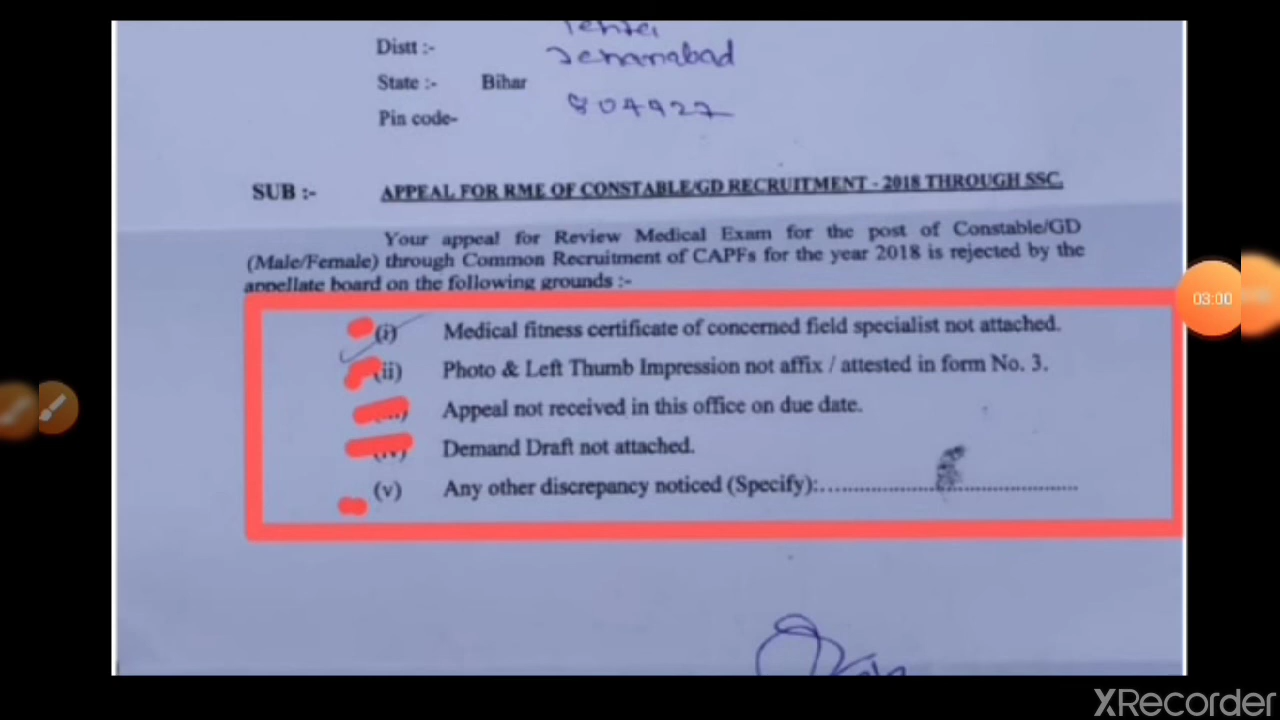 Distt :-
Jehanabad
State :- Bihar
804427
Pin code-
SUB :- APPEAL FOR RME OF CONSTABLE/GD RECRUITMENT - 2018 THROUGH SSC.
Your appeal for Review Medical Exam for the post of Constable/GD
(Male/Female) through Common Recruitment of CAPFs for the year 2018 is rejected by the
appellate board on the following grounds :-
(i) Medical fitness certificate of concerned field specialist not attached.
(ii) Photo & Left Thumb Impression not affix / attested in form No. 3.
Appeal not received in this office on due date.
(iv) Demand Draft not attached.
(v) Any other discrepancy noticed (Specify):..............................................
03:00
XRecorder